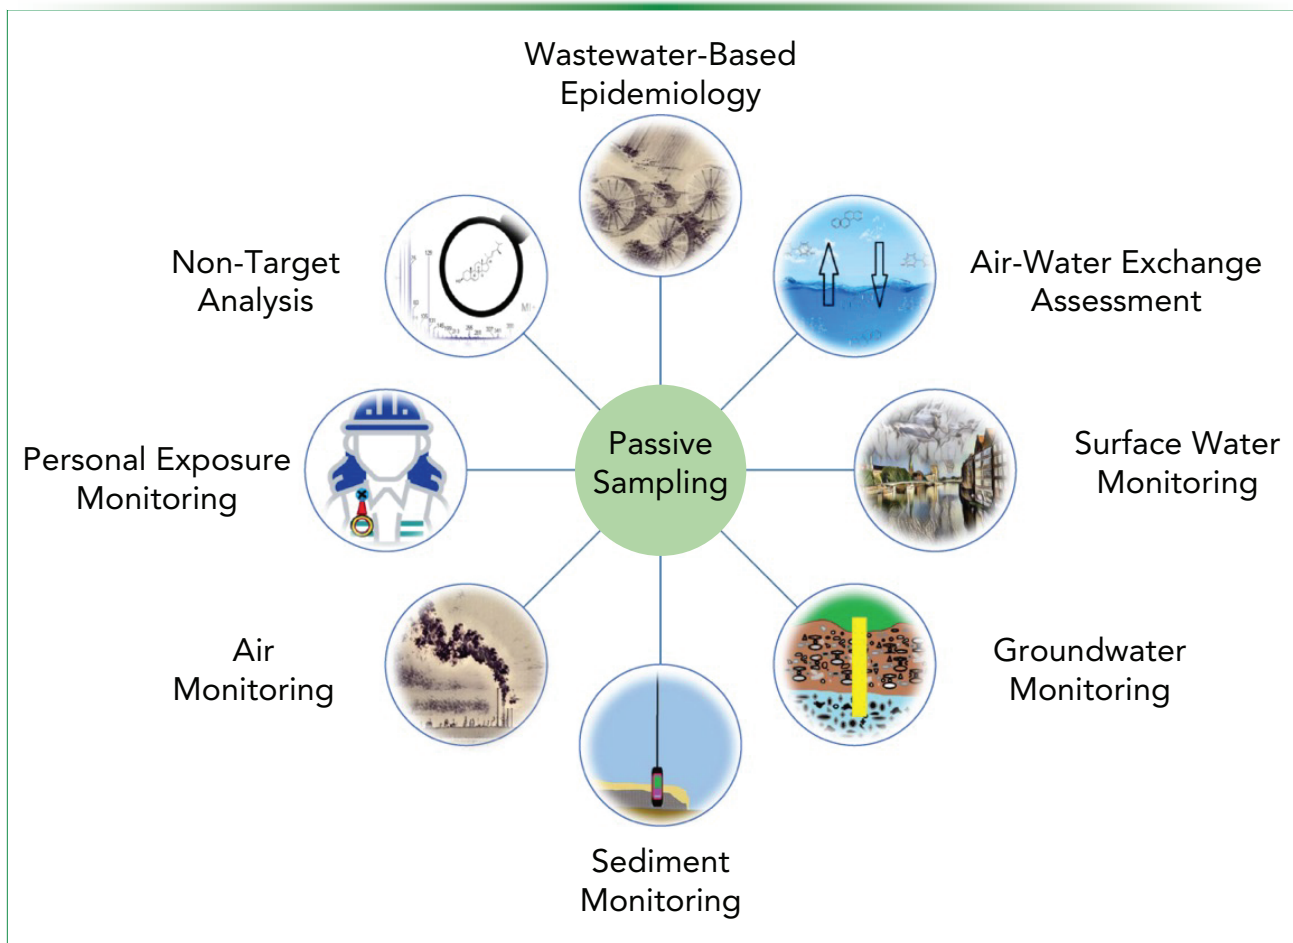 Wastewater-Based
Epidemiology
Non-Target
Analysis
Air-Water Exchange
Assessment
Passive
Sampling
Personal Exposure
Monitoring
Surface Water
Monitoring
Air
Monitoring
Groundwater
Monitoring
Sediment
Monitoring